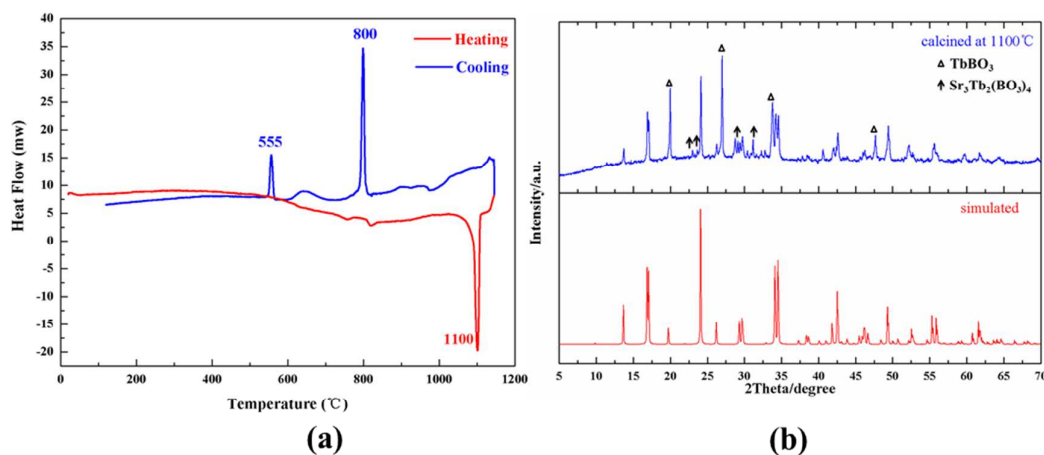 (a)
40
35
30
25
20
15
10
5
0
-5
-10
-15
-20
Heat Flow (mw)
Heating
Cooling
800
555
1100
0 200 400 600 800 1000 1200
Temperature (℃)
(a)
(b)
calcined at 1100℃
Δ TbBO₃
↑ Sr₃Tb₂(BO₃)₄
simulated
Intensity/a.u.
5 10 15 20 25 30 35 40 45 50 55 60 65 70
2Theta/degree
(b)